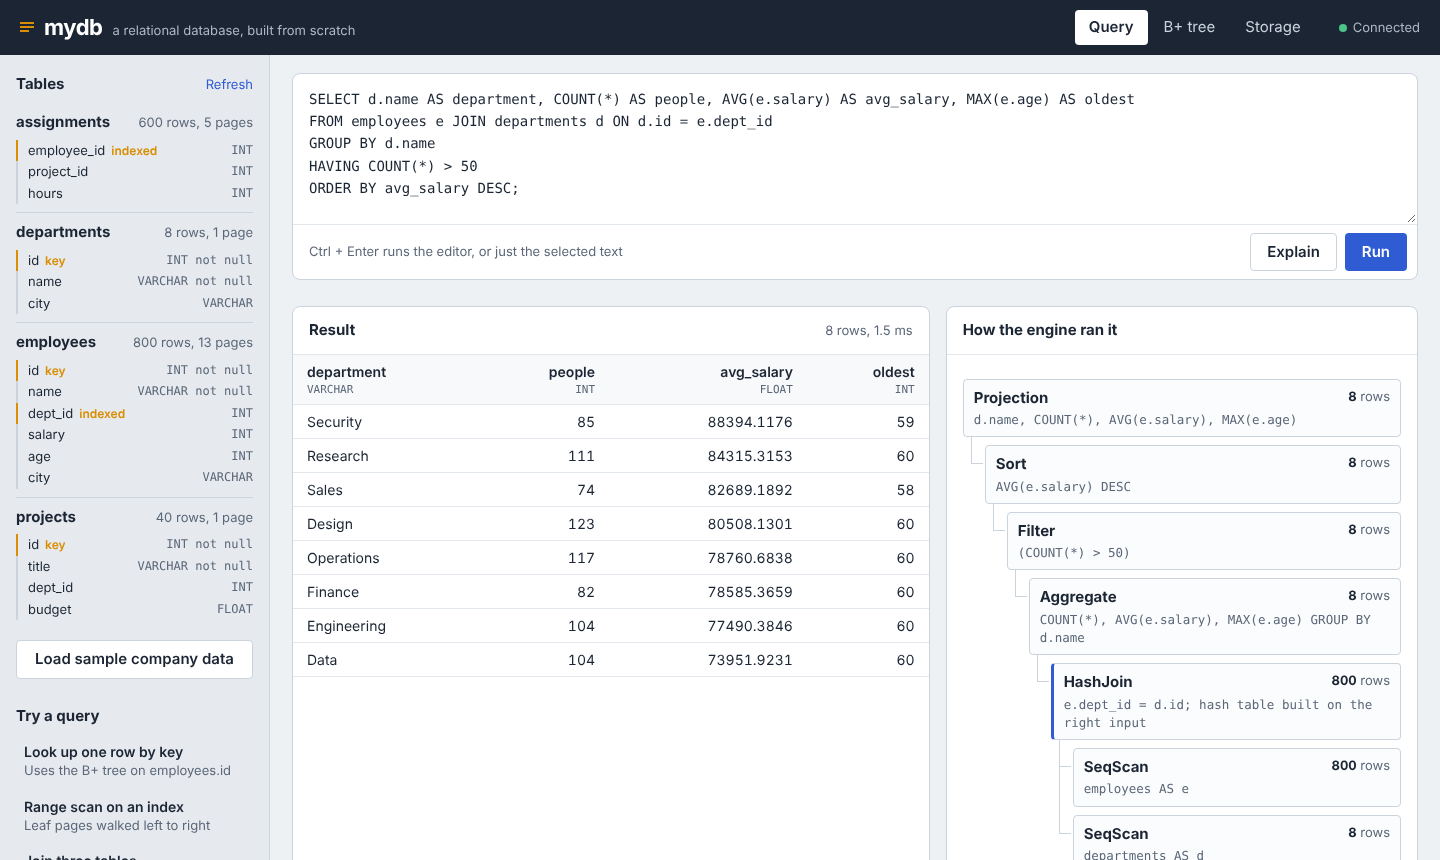 mydb a relational database, built from scratch
Query B+ tree Storage Connected
Tables Refresh
assignments 600 rows, 5 pages
employee_id indexed INT
project_id INT
hours INT
departments 8 rows, 1 page
id key INT not null
name VARCHAR not null
city VARCHAR
employees 800 rows, 13 pages
id key INT not null
name VARCHAR not null
dept_id indexed INT
salary INT
age INT
city VARCHAR
projects 40 rows, 1 page
id key INT not null
title VARCHAR not null
dept_id INT
budget FLOAT
Load sample company data
Try a query
Look up one row by key
Uses the B+ tree on employees.id
Range scan on an index
Leaf pages walked left to right
Join three tables
SELECT d.name AS department, COUNT(*) AS people, AVG(e.salary) AS avg_salary, MAX(e.age) AS oldest
FROM employees e JOIN departments d ON d.id = e.dept_id
GROUP BY d.name
HAVING COUNT(*) > 50
ORDER BY avg_salary DESC;
Ctrl + Enter runs the editor, or just the selected text
Explain Run
Result 8 rows, 1.5 ms
department people avg_salary oldest
VARCHAR INT FLOAT INT
Security 85 88394.1176 59
Research 111 84315.3153 60
Sales 74 82689.1892 58
Design 123 80508.1301 60
Operations 117 78760.6838 60
Finance 82 78585.3659 60
Engineering 104 77490.3846 60
Data 104 73951.9231 60
How the engine ran it
Projection 8 rows
d.name, COUNT(*), AVG(e.salary), MAX(e.age)
Sort 8 rows
AVG(e.salary) DESC
Filter 8 rows
(COUNT(*) > 50)
Aggregate 8 rows
COUNT(*), AVG(e.salary), MAX(e.age) GROUP BY
d.name
HashJoin 800 rows
e.dept_id = d.id; hash table built on the
right input
SeqScan 800 rows
employees AS e
SeqScan 8 rows
departments AS d